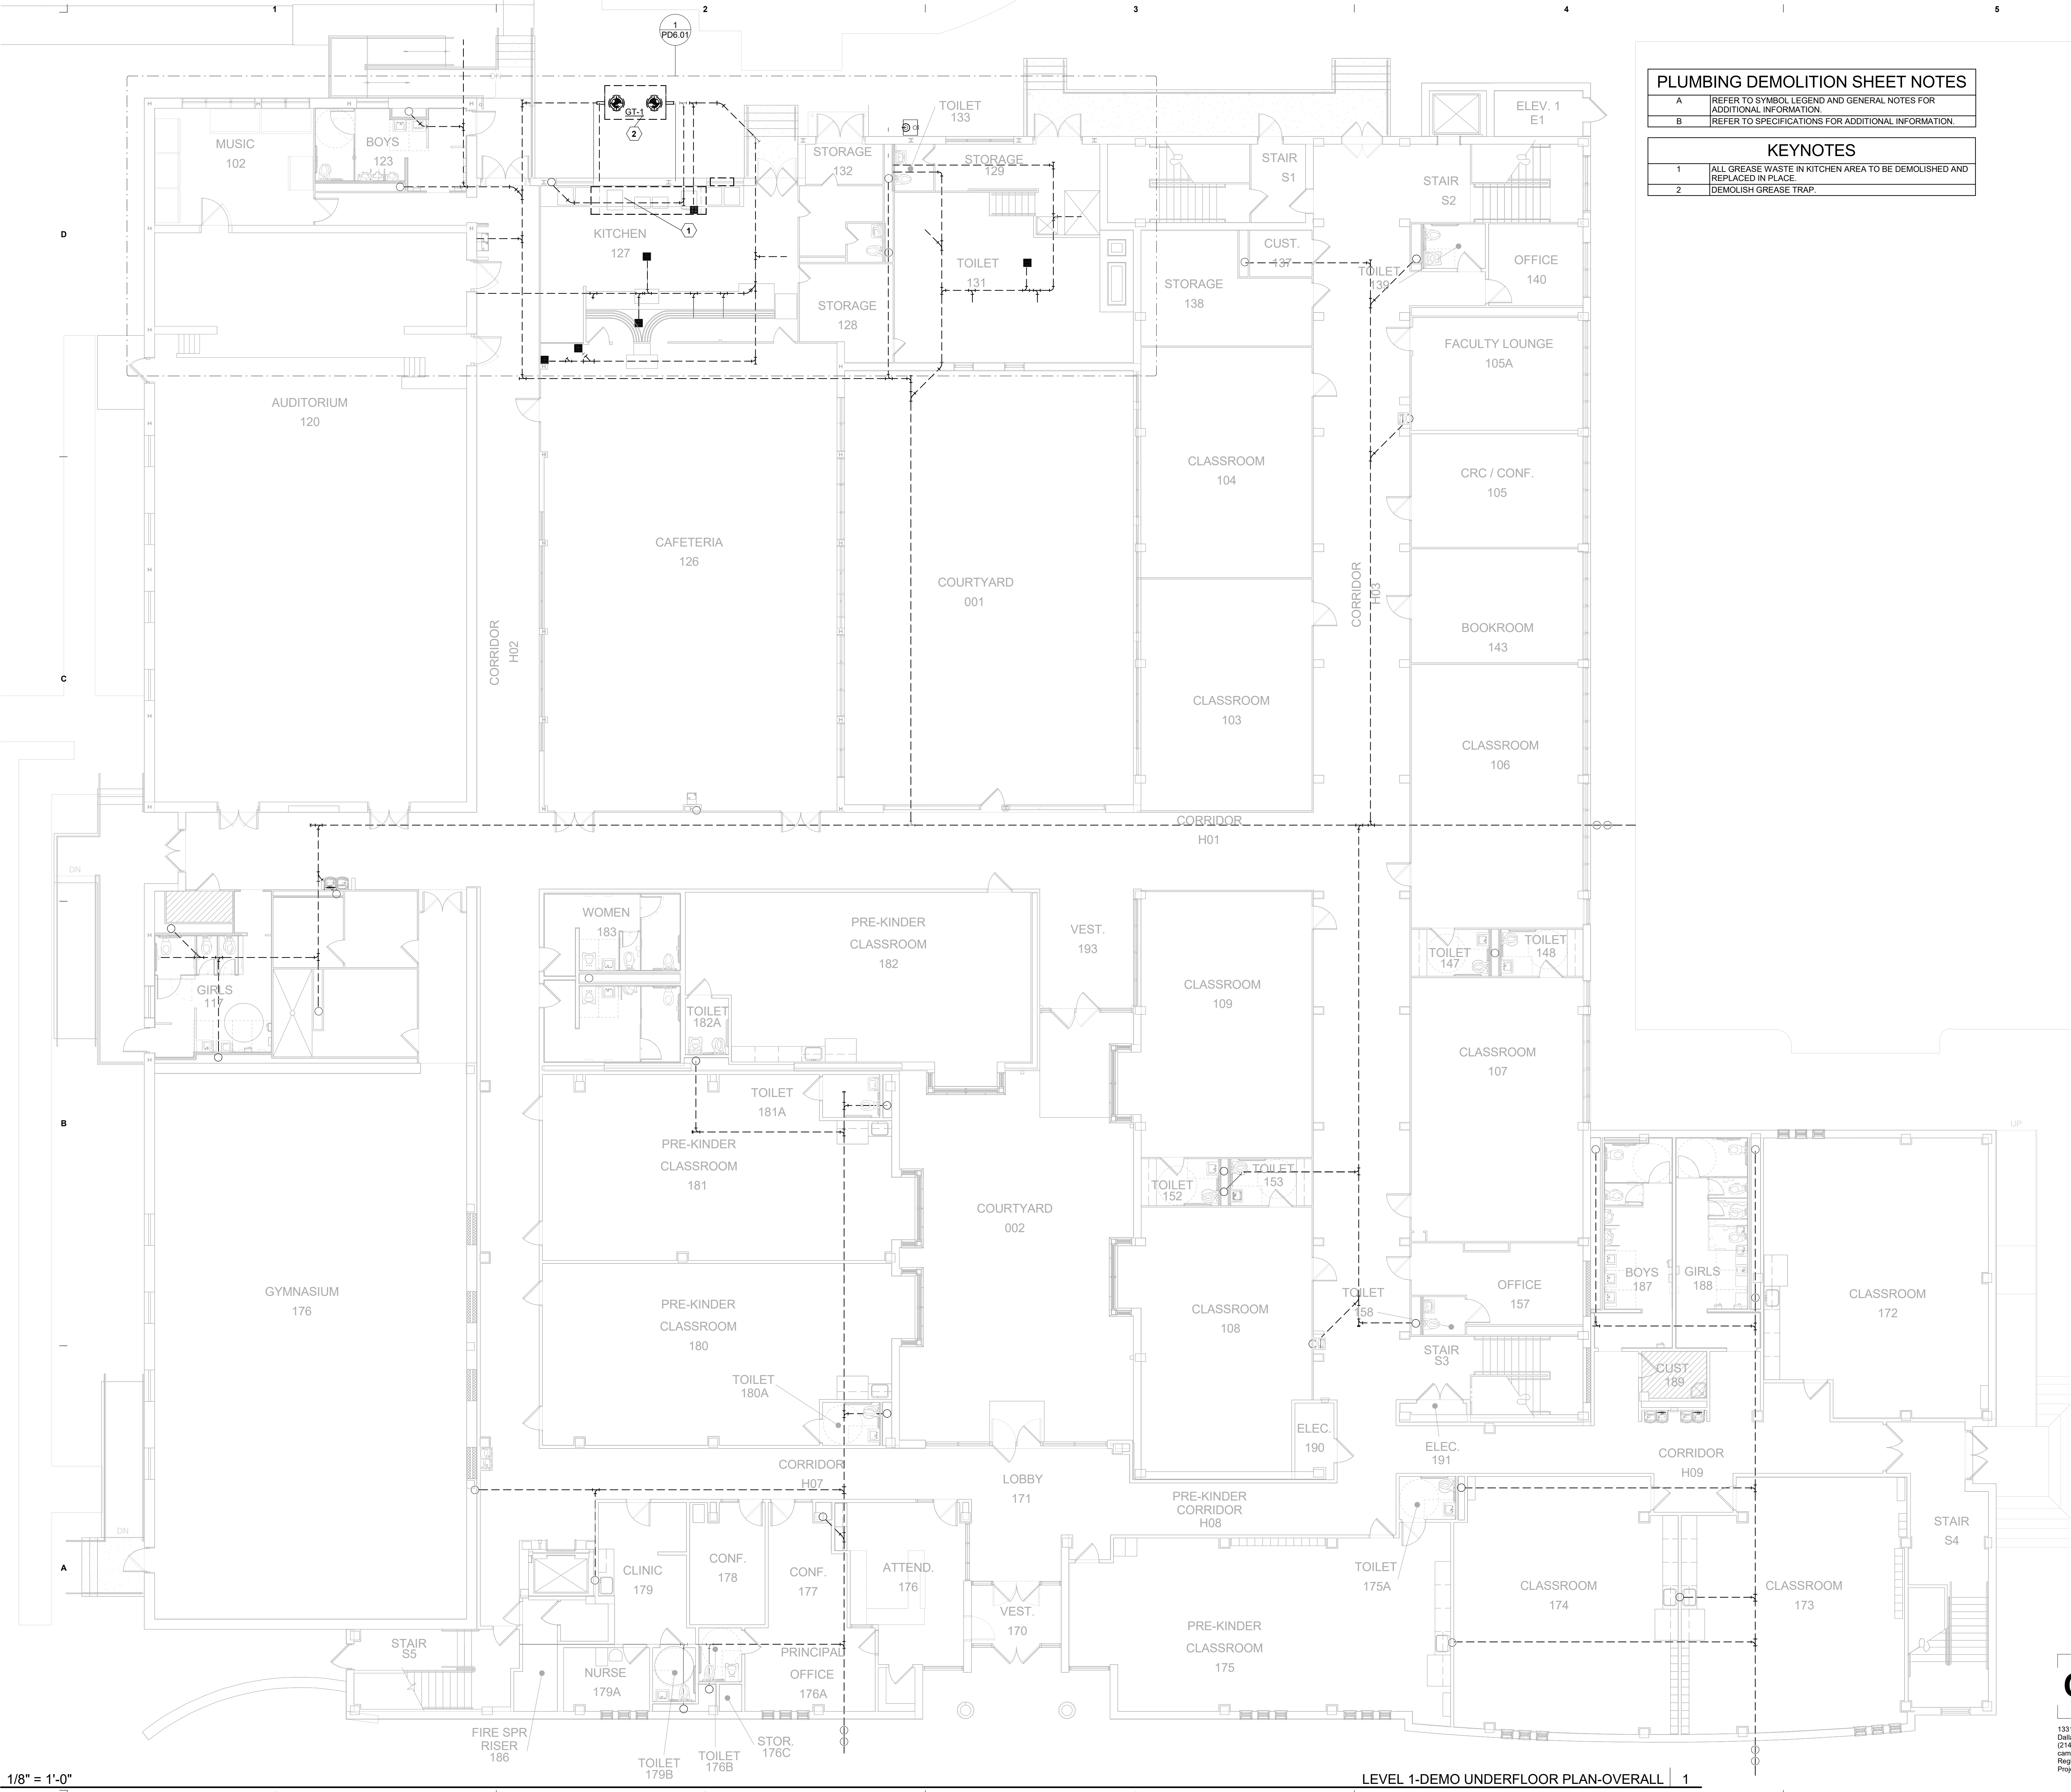 1
2
3
4
5
1
PD6.01
DN
PLUMBING DEMOLITION SHEET NOTES
A REFER TO SYMBOL LEGEND AND GENERAL NOTES FOR
ADDITIONAL INFORMATION.
B REFER TO SPECIFICATIONS FOR ADDITIONAL INFORMATION.
KEYNOTES
1 ALL GREASE WASTE IN KITCHEN AREA TO BE DEMOLISHED AND
REPLACED IN PLACE.
2 DEMOLISH GREASE TRAP.
GT-1
2
TOILET
133
ELEV. 1
E1
MUSIC
102
BOYS
123
STORAGE
132
STORAGE
129
STAIR
S1
STAIR
S2
D
KITCHEN
127
1
TOILET
131
CUST.
137
TOILET
139
OFFICE
140
STORAGE
138
STORAGE
128
FACULTY LOUNGE
105A
AUDITORIUM
120
CLASSROOM
104
CRC / CONF.
105
CAFETERIA
126
COURTYARD
001
CORRIDOR
H03
CORRIDOR
H02
BOOKROOM
143
C
CLASSROOM
103
CLASSROOM
106
CORRIDOR
H01
DN
WOMEN
183
PRE-KINDER
CLASSROOM
182
VEST.
193
TOILET
147
TOILET
148
GIRLS
117
TOILET
182A
CLASSROOM
109
CLASSROOM
107
TOILET
181A
B
UP
PRE-KINDER
CLASSROOM
181
TOILET
152
TOILET
153
COURTYARD
002
GYMNASIUM
176
PRE-KINDER
CLASSROOM
180
CLASSROOM
108
TOILET
158
OFFICE
157
BOYS
187
GIRLS
188
CLASSROOM
172
TOILET
180A
STAIR
S3
CUST.
189
ELEC.
190
ELEC.
191
CORRIDOR
H07
LOBBY
171
CORRIDOR
H09
PRE-KINDER
CORRIDOR
H08
DN
STAIR
S4
A
CLINIC
179
CONF.
178
CONF.
177
ATTEND.
176
TOILET
175A
CLASSROOM
174
CLASSROOM
173
VEST.
170
PRE-KINDER
CLASSROOM
175
STAIR
S5
NURSE
179A
PRINCIPAL
OFFICE
176A
FIRE SPR
RISER
186
TOILET
179B
TOILET
176B
STOR.
176C
1/8" = 1'-0"
LEVEL 1-DEMO UNDERFLOOR PLAN-OVERALL 1